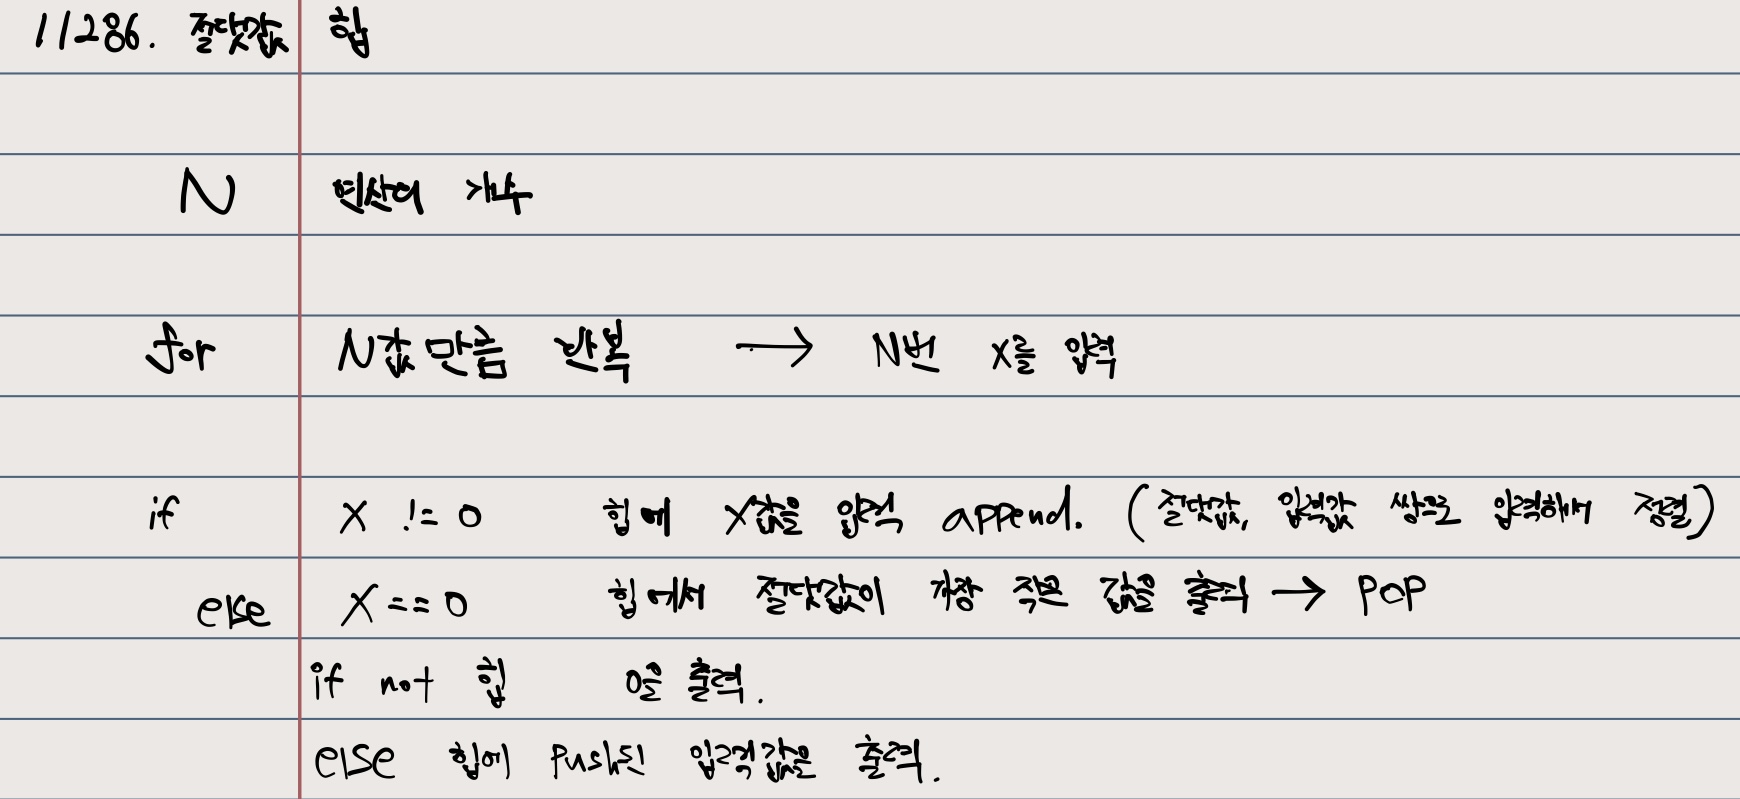 11286. 절댓값 힙
N 연산의 개수
for N값 만큼 반복 → N번 x를 입력
if x != 0 힙에 x값을 입력 append. (절댓값, 입력값 쌍으로 입력해서 정렬)
else x == 0 힙에서 절댓값이 가장 작은 값을 출력 → POP
if not 힙 0을 출력.
else 힙에 push된 입력값을 출력.